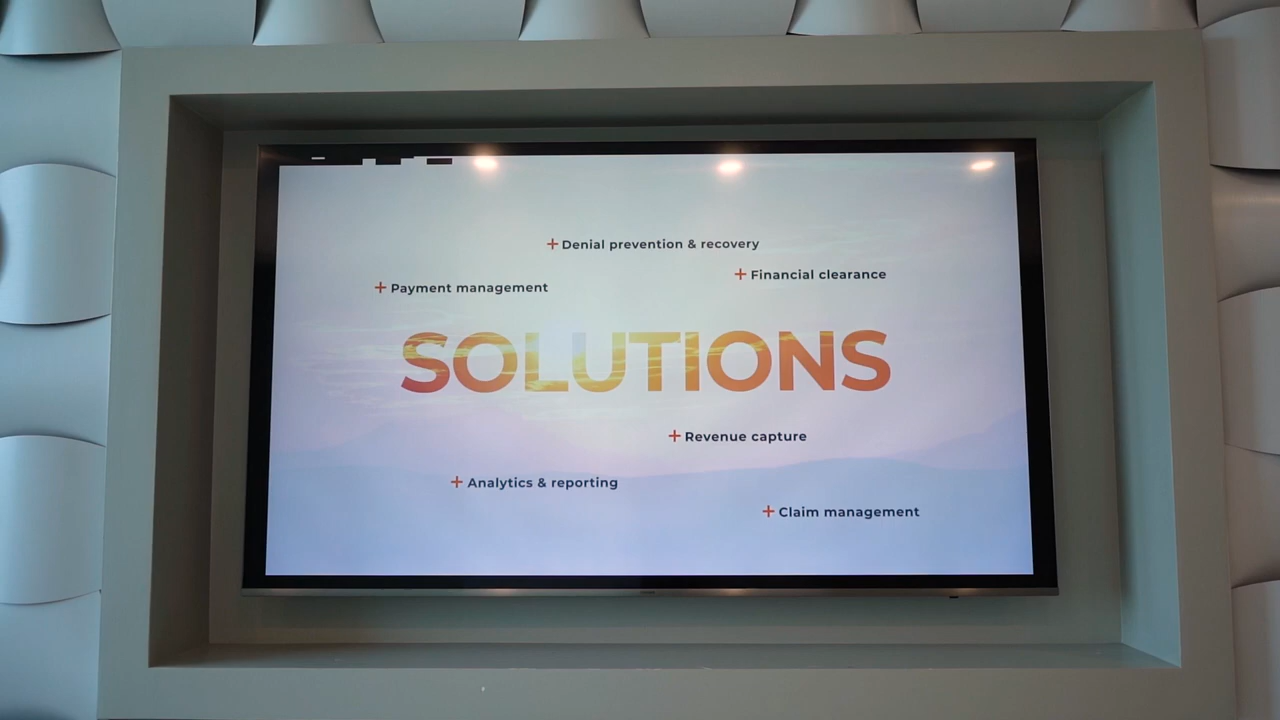 + Denial prevention & recovery
+ Financial clearance
+ Payment management
SOLUTIONS
+ Revenue capture
+ Analytics & reporting
+ Claim management